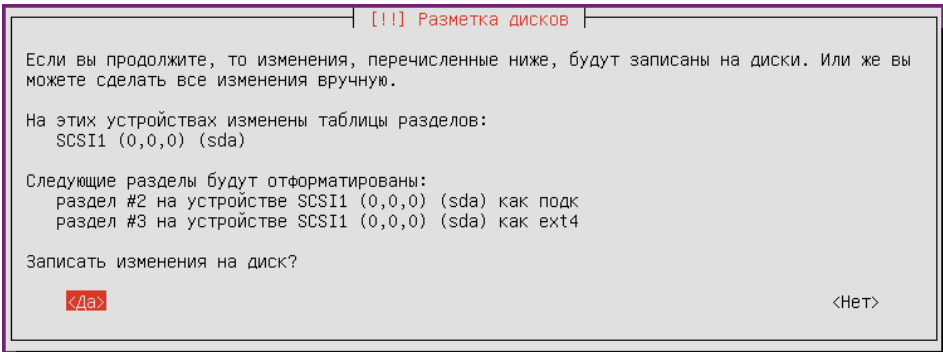 [!!] Разметка дисков
Если вы продолжите, то изменения, перечисленные ниже, будут записаны на диски. Или же вы
можете сделать все изменения вручную.
На этих устройствах изменены таблицы разделов:
SCSI1 (0,0,0) (sda)
Следующие разделы будут отформатированы:
раздел #2 на устройстве SCSI1 (0,0,0) (sda) как подк
раздел #3 на устройстве SCSI1 (0,0,0) (sda) как ext4
Записать изменения на диск?
<Да> <Нет>